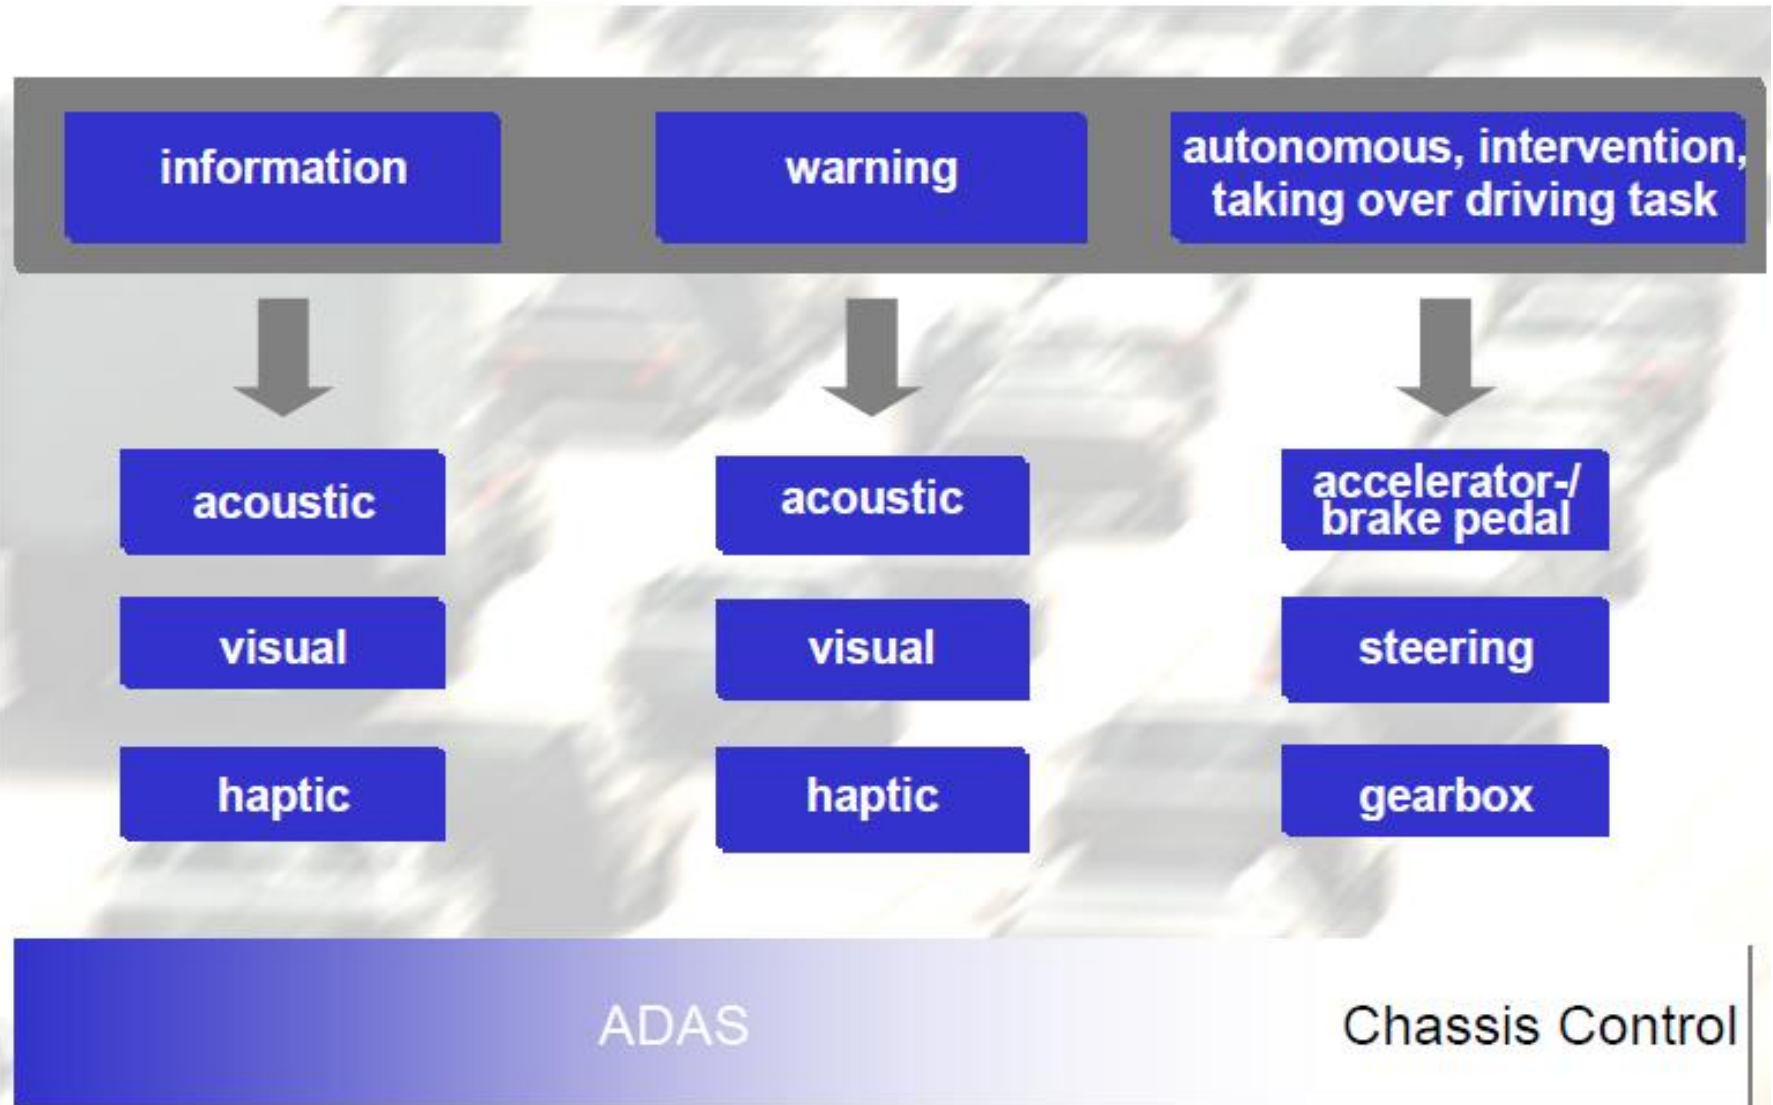 information
warning
autonomous, intervention,
taking over driving task
acoustic
acoustic
accelerator-/
brake pedal
visual
visual
steering
haptic
haptic
gearbox
ADAS
Chassis Control